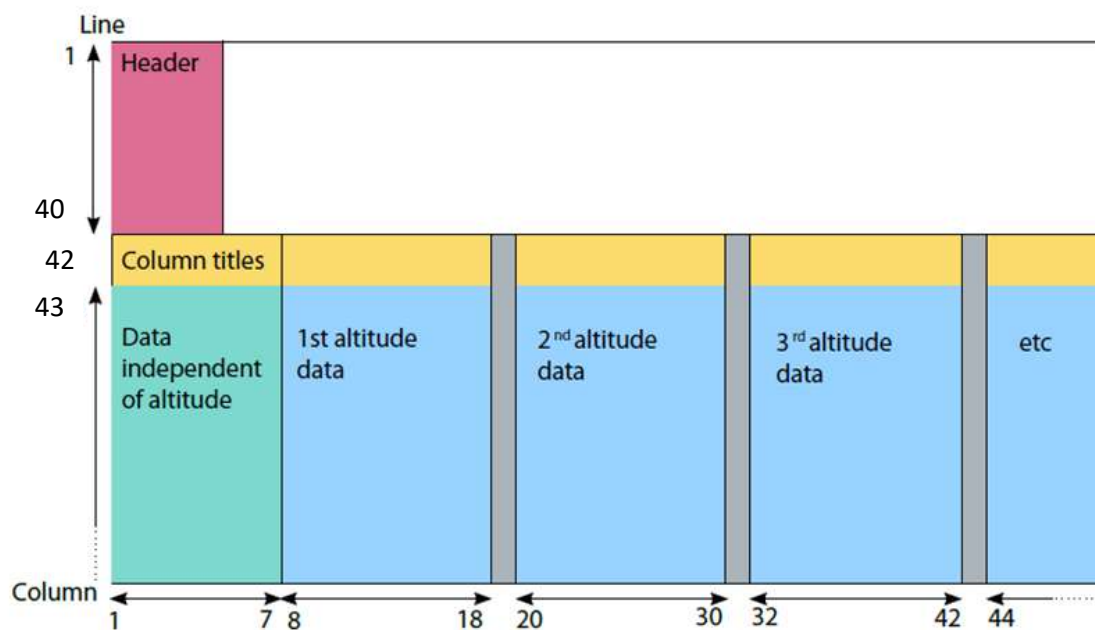 Line
1
Header
40
42
Column titles
43
Data
independent
of altitude
1st altitude
data
2nd altitude
data
3rd altitude
data
etc
Column
1 7 8 18 20 30 32 42 44